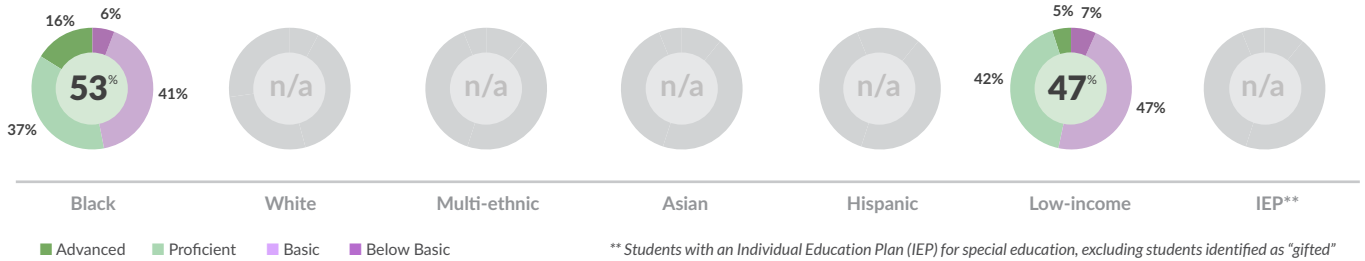 16% 6% 5% 7%
53% n/a n/a n/a n/a 47% n/a
41% 42%
37% 47%
Black White Multi-ethnic Asian Hispanic Low-income IEP**
Advanced Proficient Basic Below Basic ** Students with an Individual Education Plan (IEP) for special education, excluding students identified as “gifted”